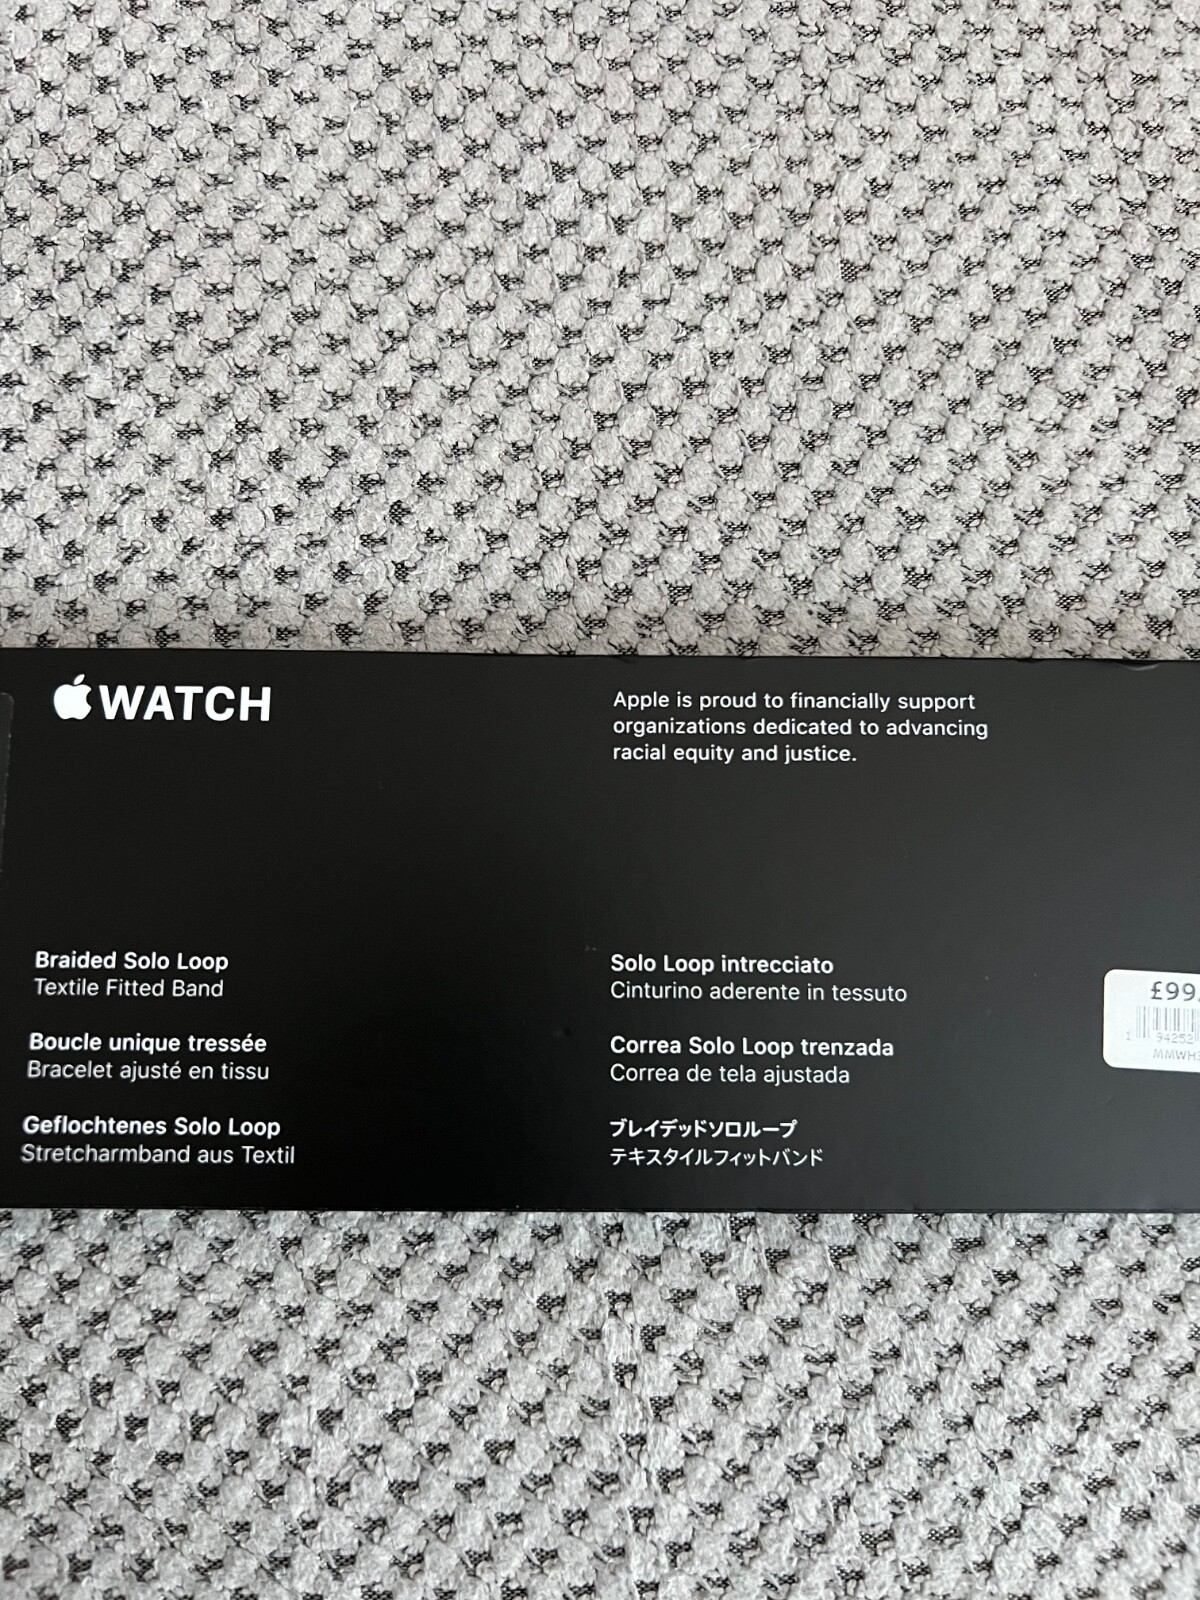 WATCH
Apple is proud to financially support
organizations dedicated to advancing
racial equity and justice.
Braided Solo Loop
Textile Fitted Band
Boucle unique tressée
Bracelet ajusté en tissu
Geflochtenes Solo Loop
Stretcharmband aus Textil
Solo Loop intrecciato
Cinturino aderente in tessuto
Correa Solo Loop trenzada
Correa de tela ajustada
ブレイデッドソロループ
テキスタイルフィットバンド
£99.
1 94252